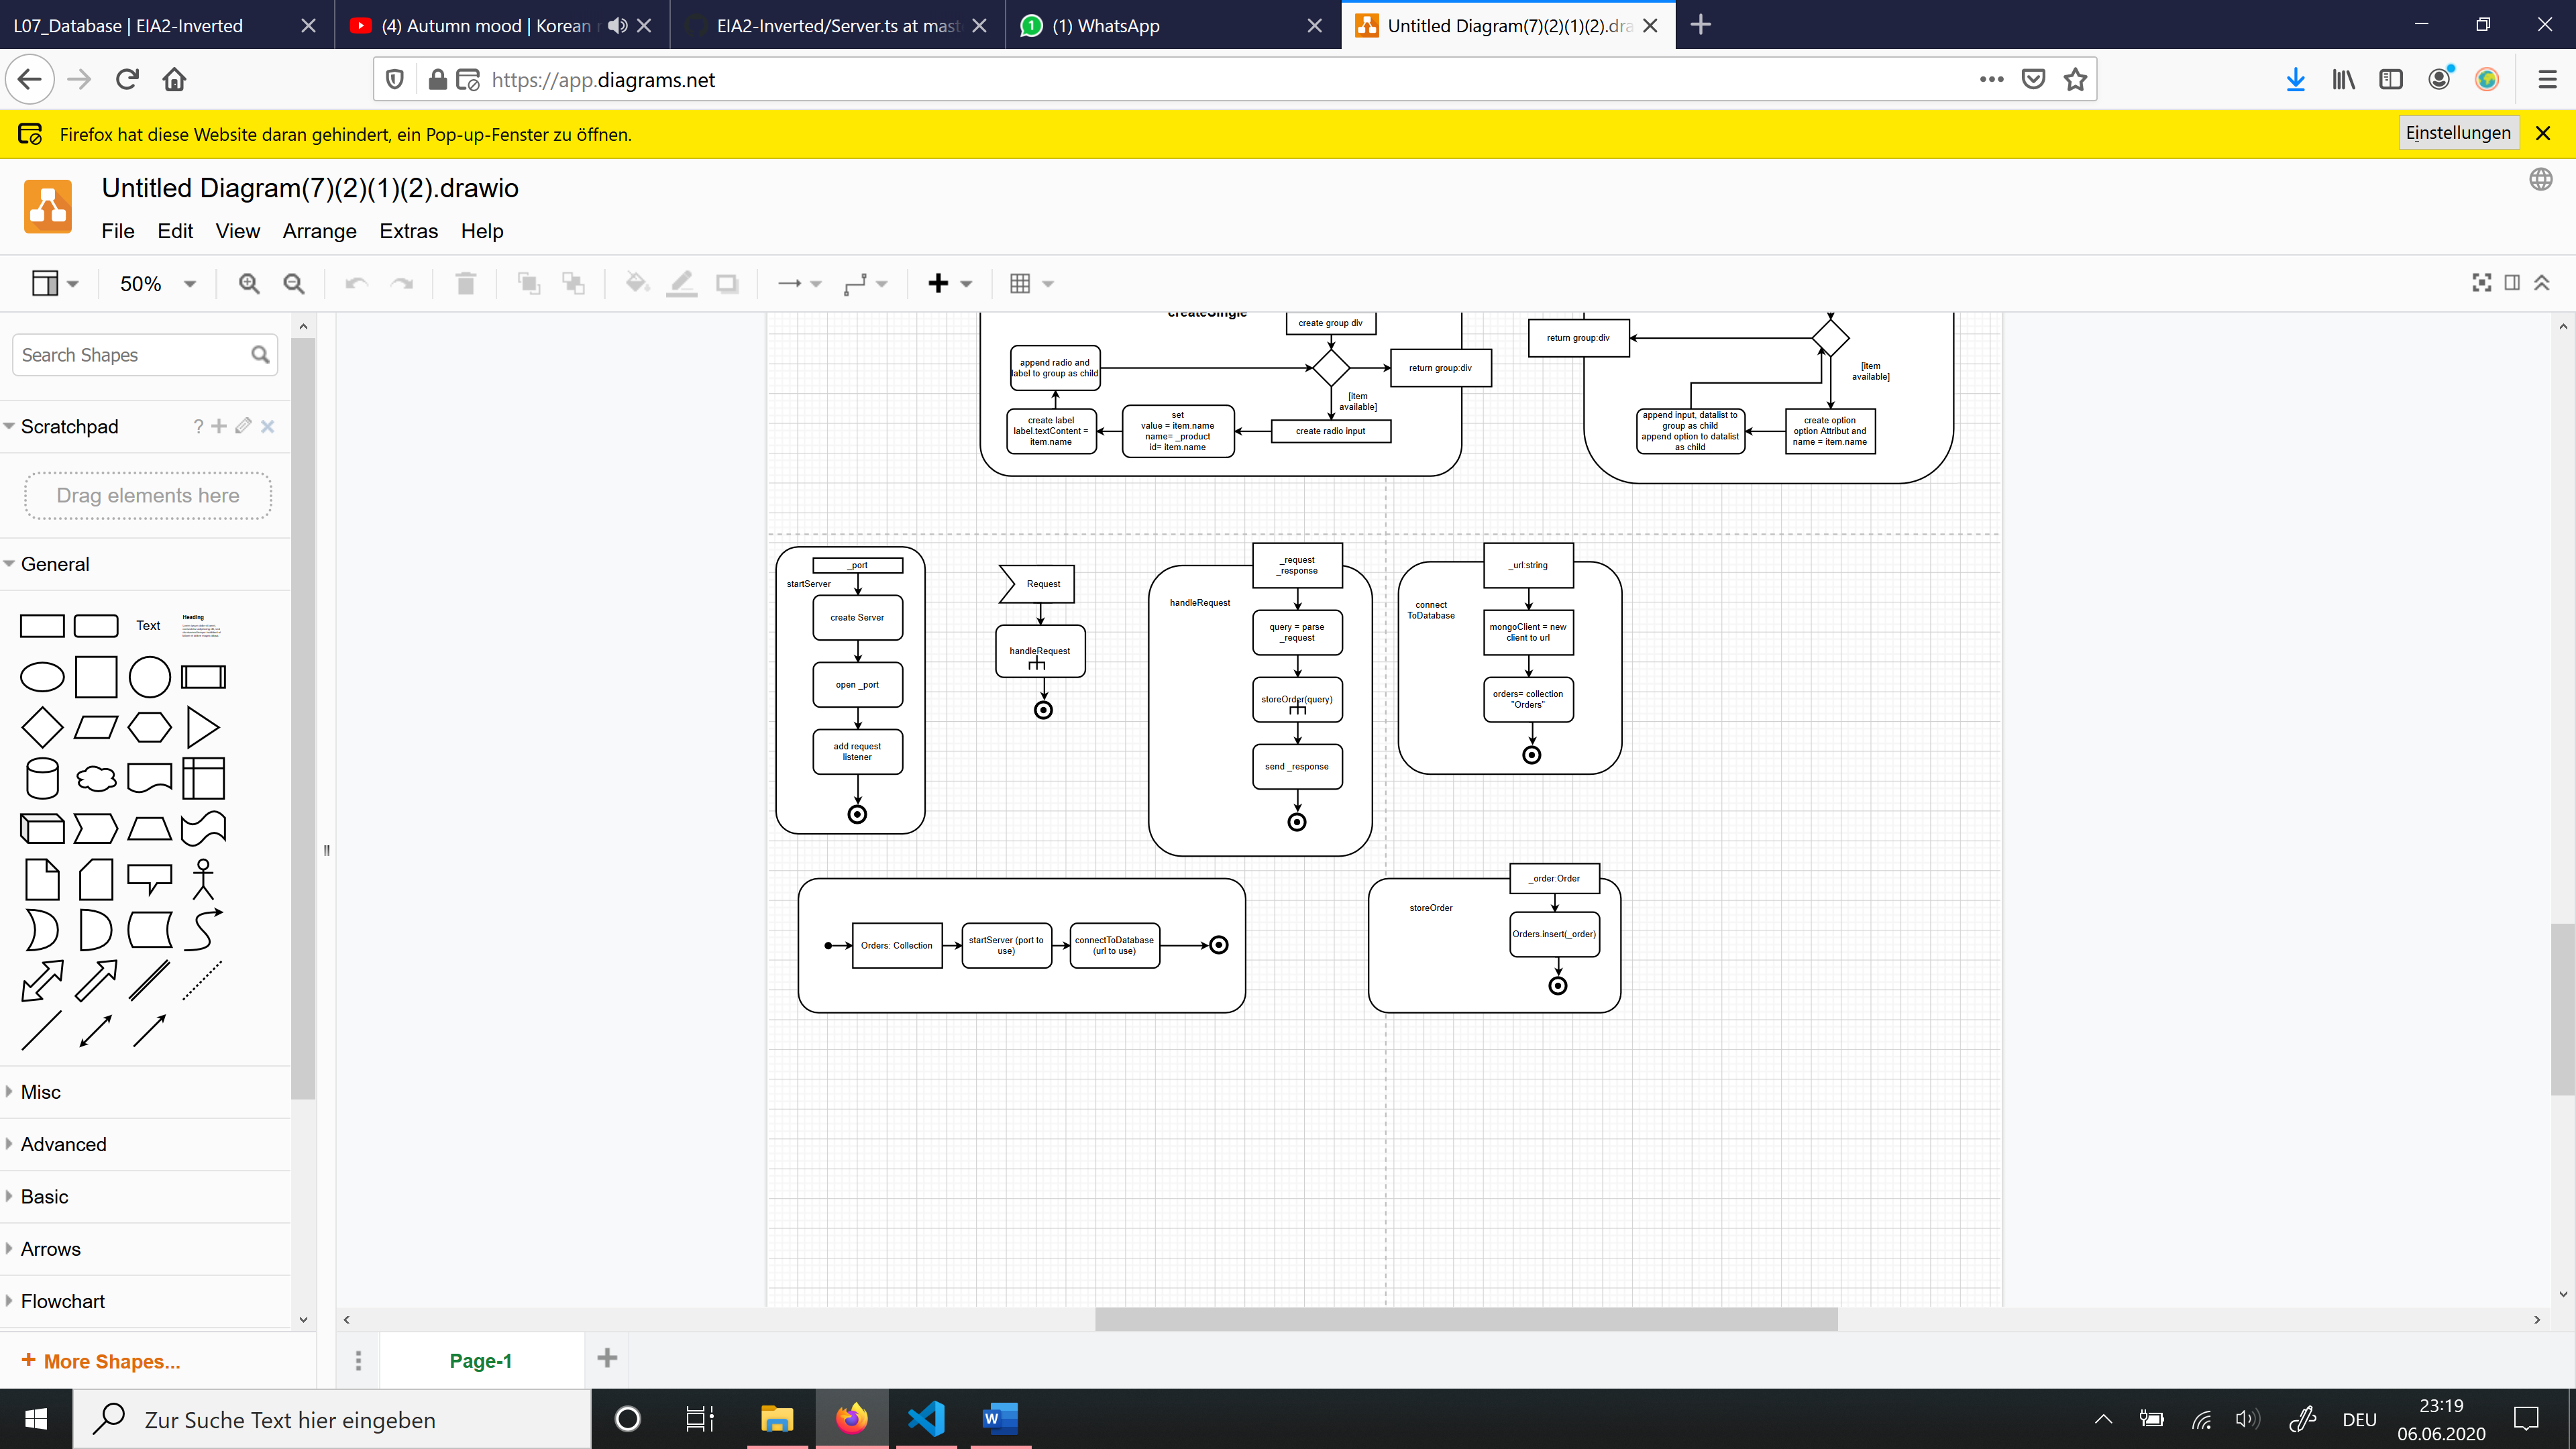 L07_Database | EIA2-Inverted
(4) Autumn mood | Korean
EIA2-Inverted/Server.ts at mast
(1) WhatsApp
Untitled Diagram(7)(2)(1)(2).dra
https://app.diagrams.net
Firefox hat diese Website daran gehindert, ein Pop-up-Fenster zu öffnen.
Einstellungen
Untitled Diagram(7)(2)(1)(2).drawio
File Edit View Arrange Extras Help
50%
Search Shapes
Scratchpad
?
Drag elements here
General
Text
Heading
Misc
Advanced
Basic
Arrows
Flowchart
+ More Shapes...
createSingle
create group div
append radio and
label to group as child
return group:div
[item
available]
create label
label.textContent =
item.name
set
value = item.name
name= _product
id= item.name
create radio input
return group:div
[item
available]
append input, datalist to
group as child
append option to datalist
as child
create option
option Attribut and
name = item.name
_port
startServer
create Server
open _port
add request
listener
Request
handleRequest
_request
_response
handleRequest
query = parse
_request
storeOrder(query)
send _response
_url:string
connect
ToDatabase
mongoClient = new
client to url
orders= collection
"Orders"
Orders: Collection
startServer (port to
use)
connectToDatabase
(url to use)
_order:Order
storeOrder
Orders.insert(_order)
Page-1
Zur Suche Text hier eingeben
DEU
23:19
06.06.2020